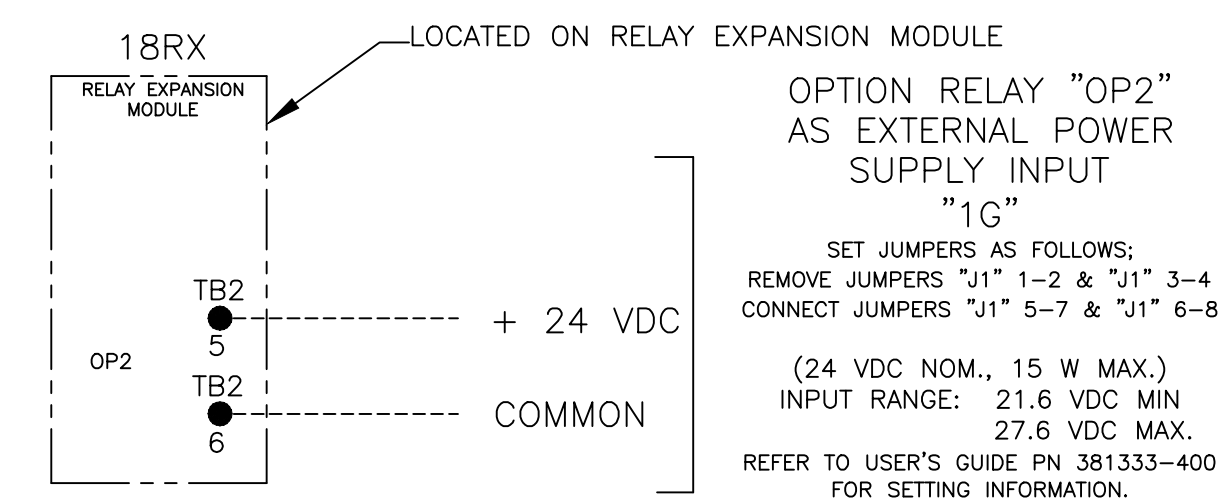 18RX
RELAY EXPANSION
MODULE
LOCATED ON RELAY EXPANSION MODULE
TB2
5
OP2
TB2
6
+ 24 VDC
COMMON
OPTION RELAY "OP2"
AS EXTERNAL POWER
SUPPLY INPUT
"1G"
SET JUMPERS AS FOLLOWS;
REMOVE JUMPERS "J1" 1-2 & "J1" 3-4
CONNECT JUMPERS "J1" 5-7 & "J1" 6-8
(24 VDC NOM., 15 W MAX.)
INPUT RANGE: 21.6 VDC MIN
27.6 VDC MAX.
REFER TO USER'S GUIDE PN 381333-400
FOR SETTING INFORMATION.